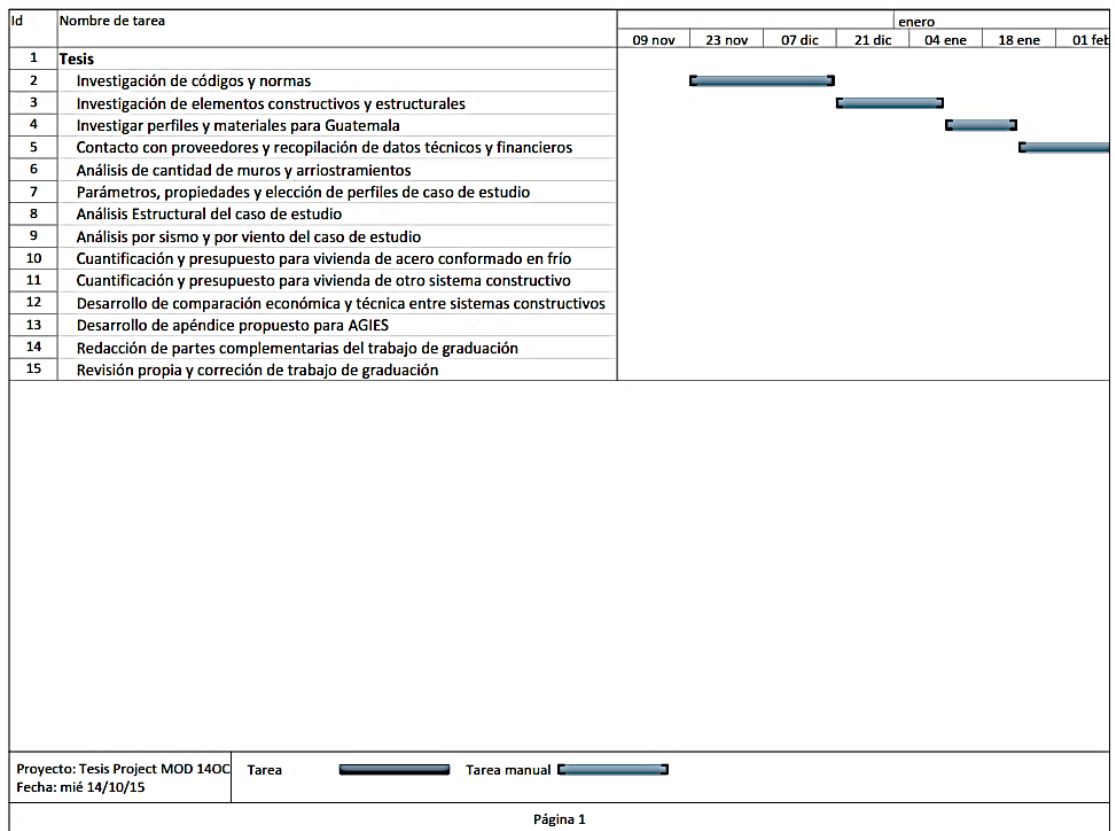 Id Nombre de tarea enero
09 nov 23 nov 07 dic 21 dic 04 ene 18 ene 01 feb
1 Tesis
2 Investigación de códigos y normas
3 Investigación de elementos constructivos y estructurales
4 Investigar perfiles y materiales para Guatemala
5 Contacto con proveedores y recopilación de datos técnicos y financieros
6 Análisis de cantidad de muros y arriostramientos
7 Parámetros, propiedades y elección de perfiles de caso de estudio
8 Análisis Estructural del caso de estudio
9 Análisis por sismo y por viento del caso de estudio
10 Cuantificación y presupuesto para vivienda de acero conformado en frío
11 Cuantificación y presupuesto para vivienda de otro sistema constructivo
12 Desarrollo de comparación económica y técnica entre sistemas constructivos
13 Desarrollo de apéndice propuesto para AGIES
14 Redacción de partes complementarias del trabajo de graduación
15 Revisión propia y correción de trabajo de graduación
Proyecto: Tesis Project MOD 14OC Tarea Tarea manual
Fecha: mié 14/10/15
Página 1